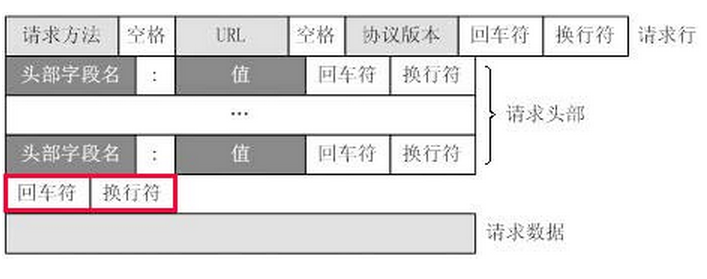 请求方法 空格 URL 空格 协议版本 回车符 换行符 请求行
头部字段名 : 值 回车符 换行符
... 请求头部
头部字段名 : 值 回车符 换行符
回车符 换行符
请求数据